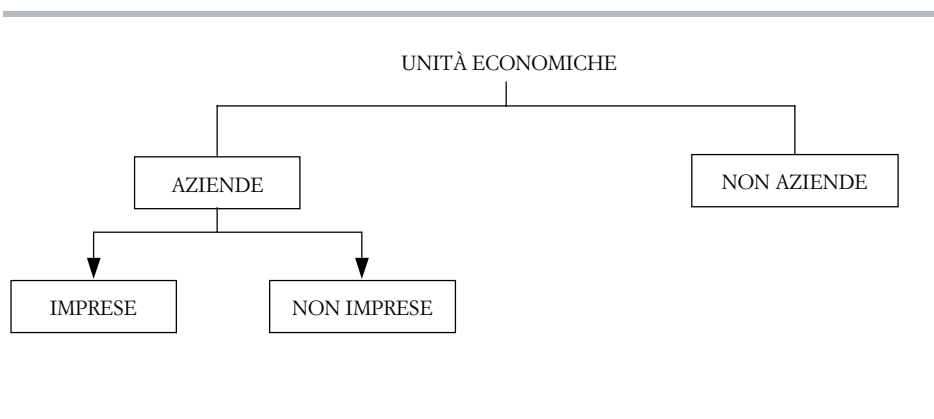 UNITÀ ECONOMICHE
AZIENDE
NON AZIENDE
IMPRESE
NON IMPRESE